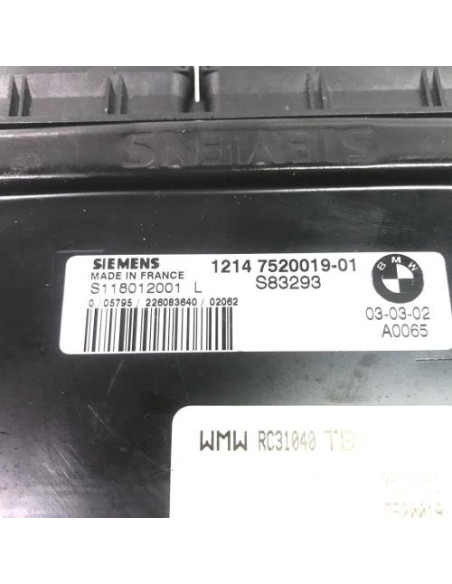 SIEMENS
SIEMENS
MADE IN FRANCE
S118012001 L
0 / 05795 / 226083640 / 02062
1214 7520019-01
S83293
BMW
03-03-02
A0065
WMW RC31040